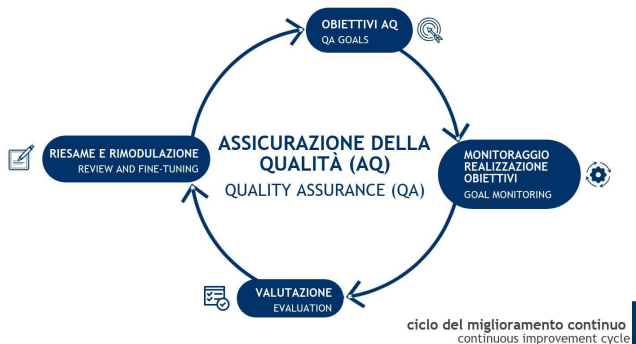 OBIETTIVI AQ
QA GOALS
RIESAME E RIMODULAZIONE
REVIEW AND FINE-TUNING
ASSICURAZIONE DELLA
QUALITÀ (AQ)
QUALITY ASSURANCE (QA)
MONITORAGGIO
REALIZZAZIONE
OBIETTIVI
GOAL MONITORING
VALUTAZIONE
EVALUATION
ciclo del miglioramento continuo
continuous improvement cycle